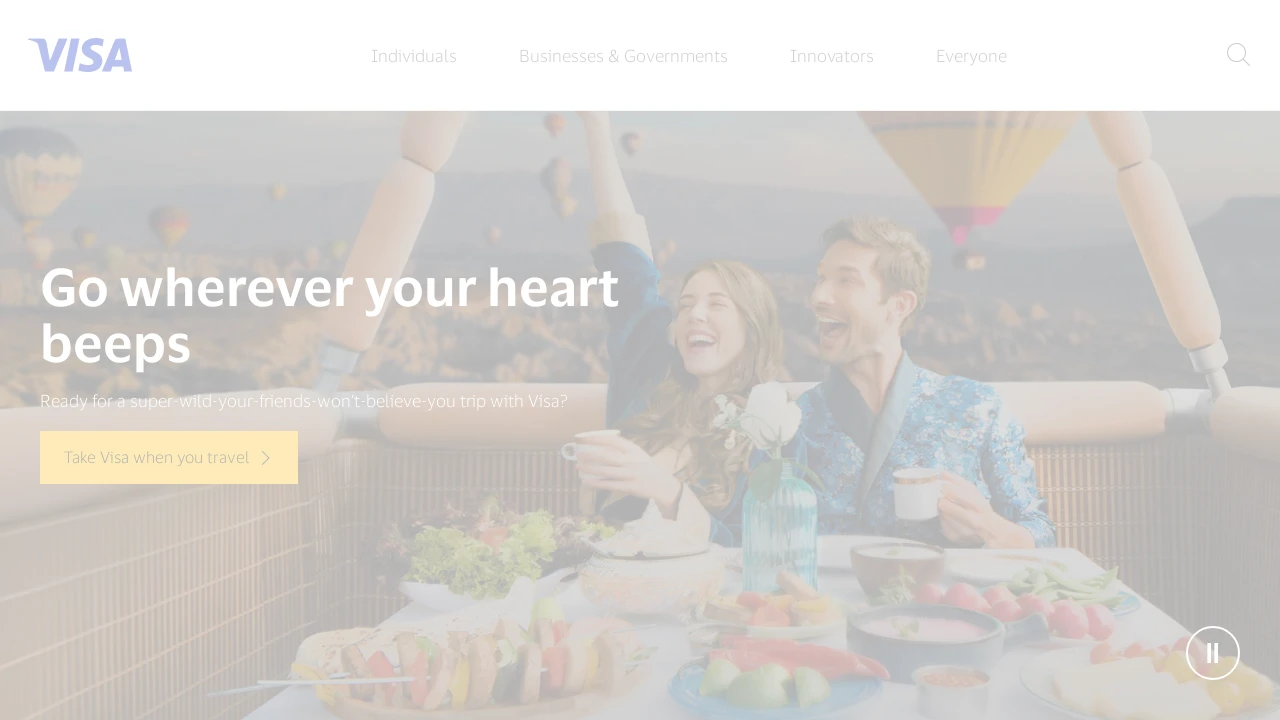 VISA
Individuals
Businesses & Governments
Innovators
Everyone
Go wherever your heart
beeps
Ready for a super-wild-your-friends-won't-believe-you trip with Visa?
Take Visa when you travel